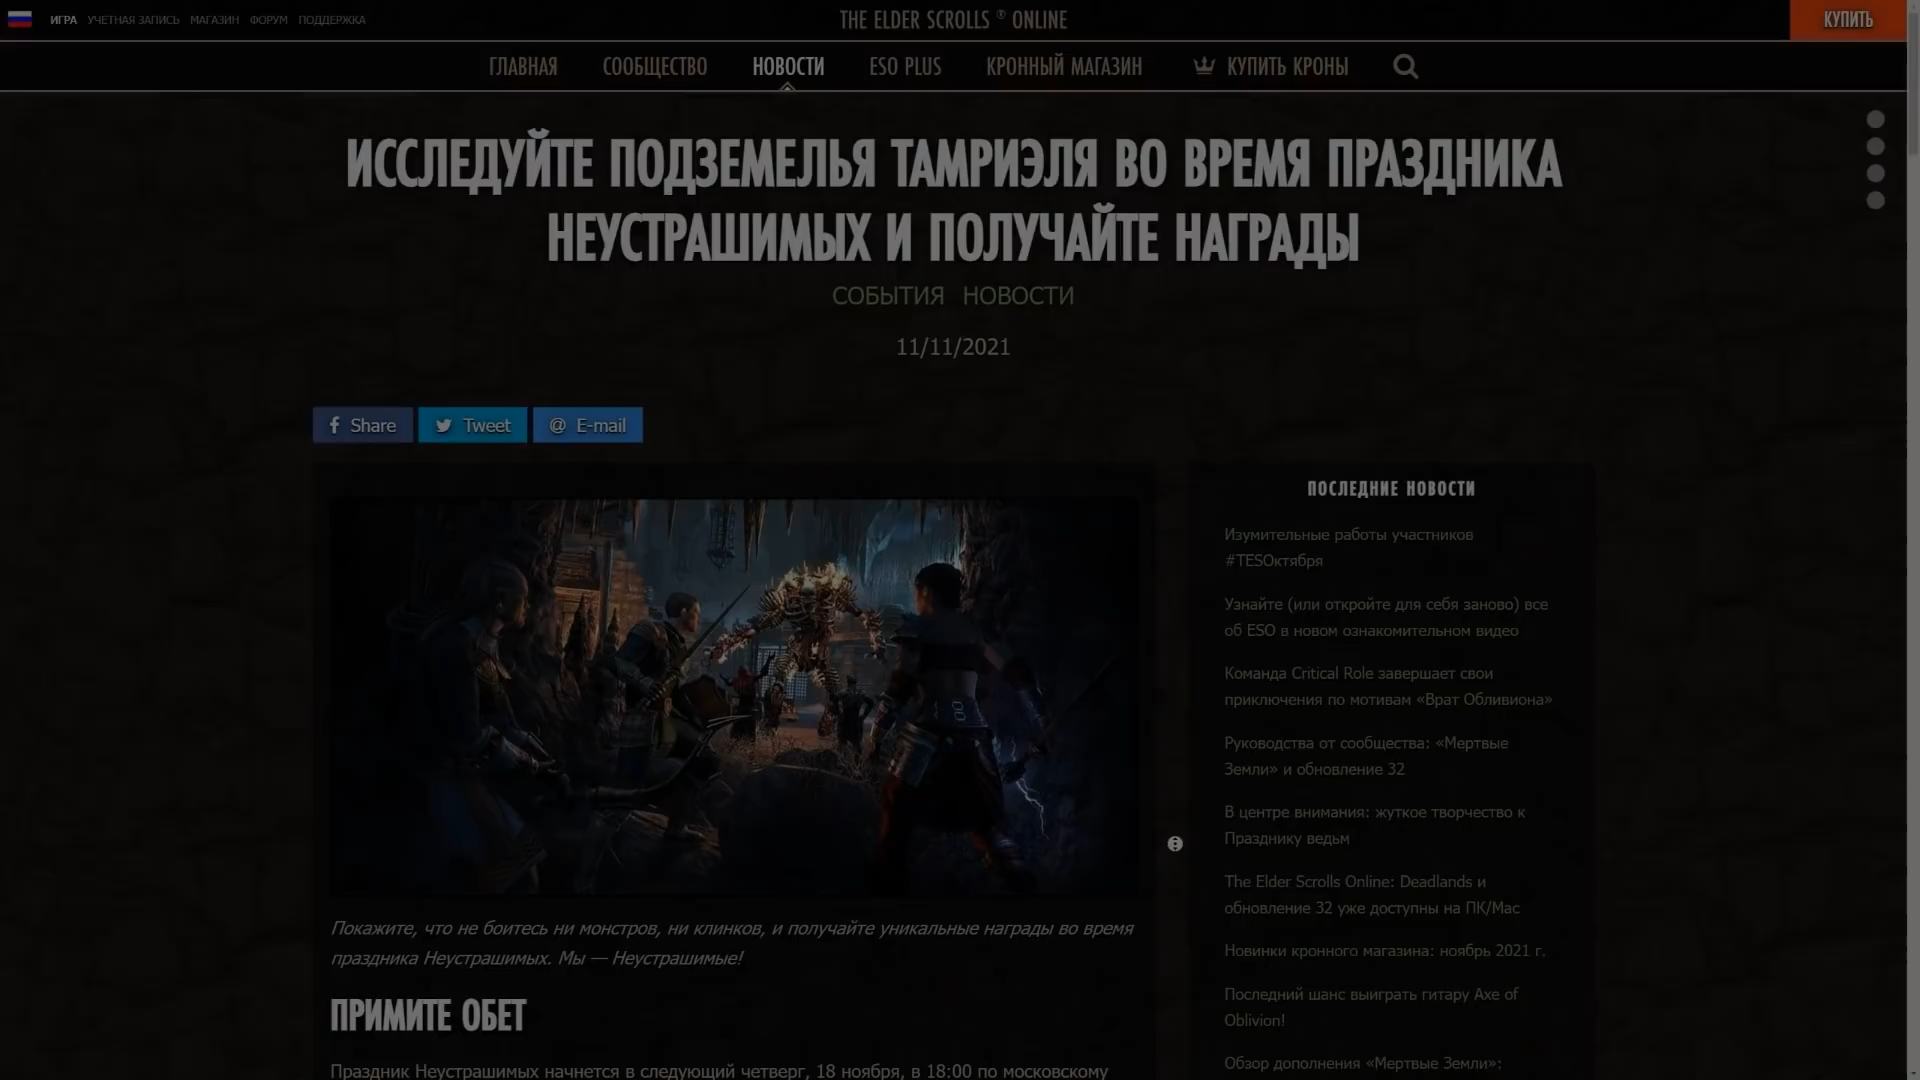 ИГРА УЧЕТНАЯ ЗАПИСЬ МАГАЗИН ФОРУМ ПОДДЕРЖКА
THE ELDER SCROLLS ® ONLINE
КУПИТЬ
ГЛАВНАЯ СООБЩЕСТВО НОВОСТИ ESO PLUS КРОННЫЙ МАГАЗИН КУПИТЬ КРОНЫ
ИССЛЕДУЙТЕ ПОДЗЕМЕЛЬЯ ТАМРИЭЛЯ ВО ВРЕМЯ ПРАЗДНИКА
НЕУСТРАШИМЫХ И ПОЛУЧАЙТЕ НАГРАДЫ
СОБЫТИЯ НОВОСТИ
11/11/2021
Share Tweet @ E-mail
Покажите, что не боитесь ни монстров, ни клинков, и получайте уникальные награды во время
праздника Неустрашимых. Мы — Неустрашимые!
ПРИМИТЕ ОБЕТ
Праздник Неустрашимых начнется в следующий четверг, 18 ноября, в 18:00 по московскому
ПОСЛЕДНИЕ НОВОСТИ
Изумительные работы участников
#TESОктября
Узнайте (или откройте для себя заново) все
об ESO в новом ознакомительном видео
Команда Critical Role завершает свои
приключения по мотивам «Врат Обливиона»
Руководства от сообщества: «Мертвые
Земли» и обновление 32
В центре внимания: жуткое творчество к
Празднику ведьм
The Elder Scrolls Online: Deadlands и
обновление 32 уже доступны на ПК/Mac
Новинки кронного магазина: ноябрь 2021 г.
Последний шанс выиграть гитару Axe of
Oblivion!
Обзор дополнения «Мертвые Земли»: